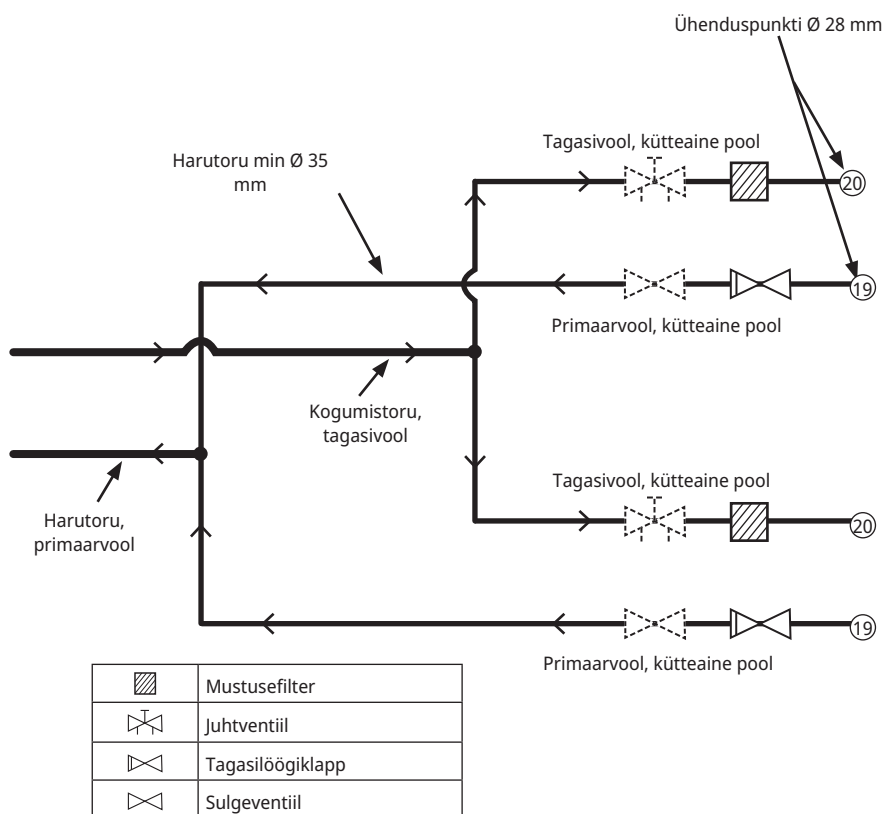 Ühenduspunkti Ø 28 mm
Tagasivool, kütteaine pool
Harutoru min Ø 35
mm
20
19
Primaarvool, kütteaine pool
Kogumistoru,
tagasivool
Tagasivool, kütteaine pool
Harutoru,
primaarvool
20
19
Primaarvool, kütteaine pool
Mustusefilter
Juhtventiil
Tagasilöögiklapp
Sulgeventiil